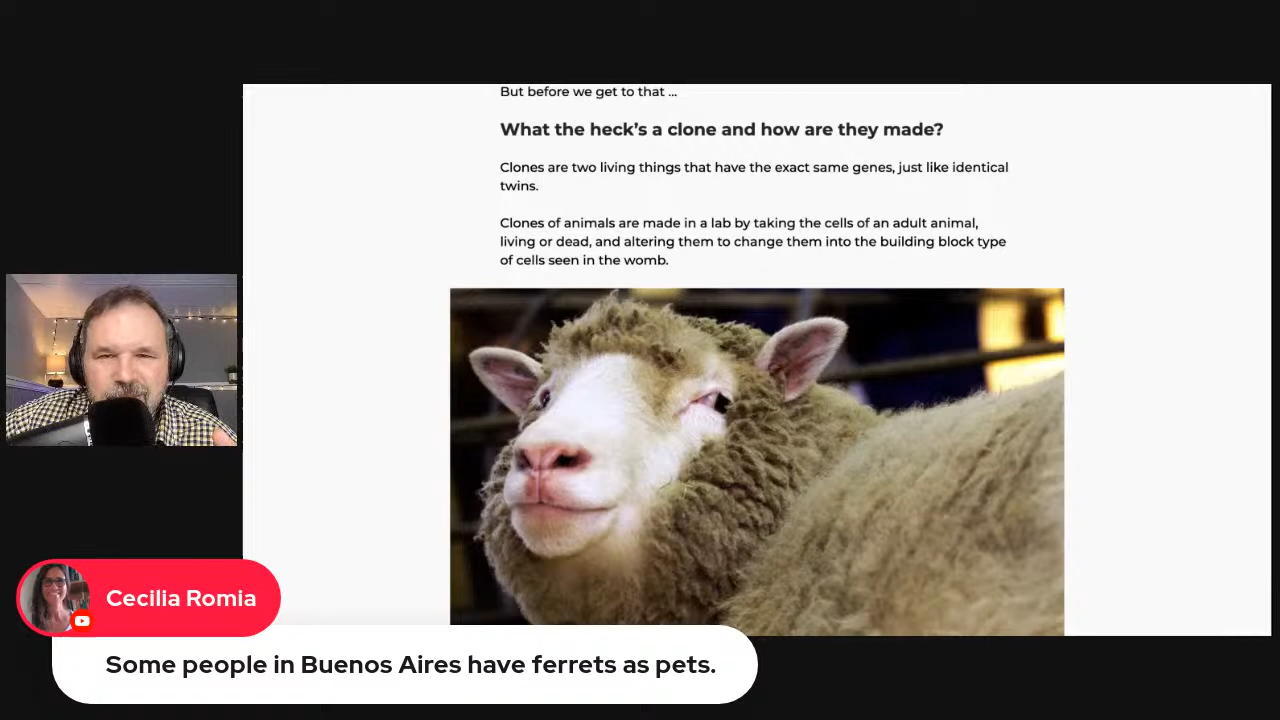 But before we get to that ...
What the heck's a clone and how are they made?
Clones are two living things that have the exact same genes, just like identical
twins.
Clones of animals are made in a lab by taking the cells of an adult animal,
living or dead, and altering them to change them into the building block type
of cells seen in the womb.
Cecilia Romia
Some people in Buenos Aires have ferrets as pets.